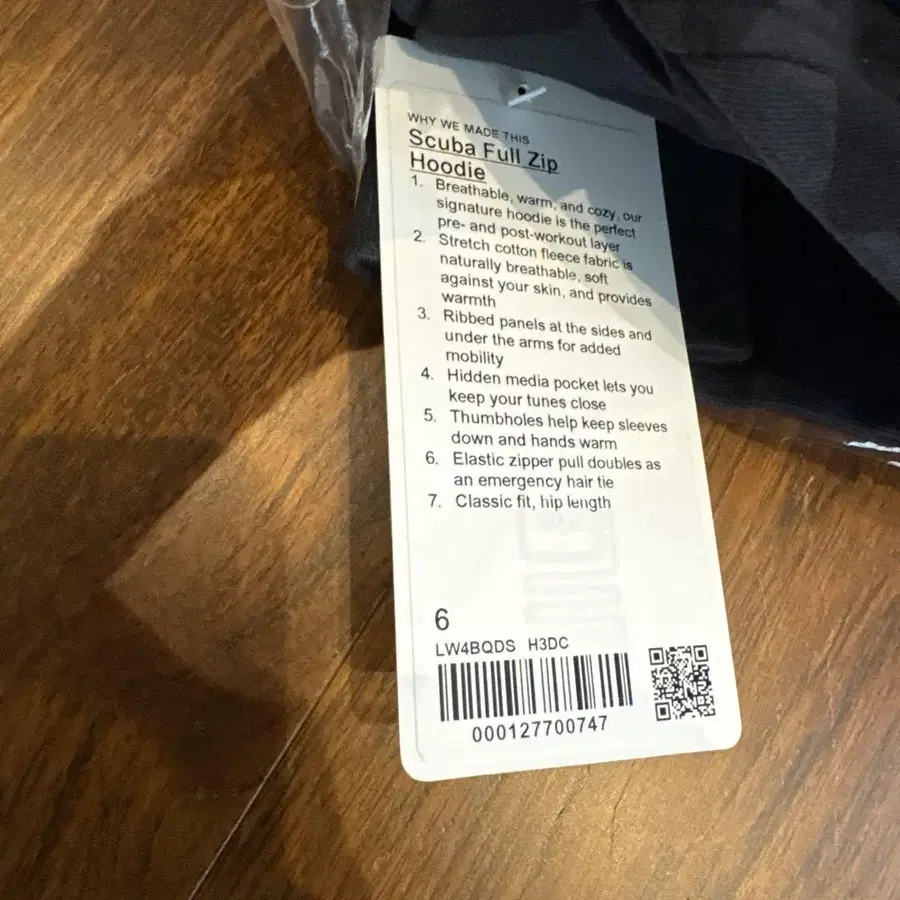 WHY WE MADE THIS
Scuba Full Zip
Hoodie
1. Breathable, warm, and cozy, our
signature hoodie is the perfect
pre- and post-workout layer
2. Stretch cotton fleece fabric is
naturally breathable, soft
against your skin, and provides
warmth
3. Ribbed panels at the sides and
under the arms for added
mobility
4. Hidden media pocket lets you
keep your tunes close
5. Thumbholes help keep sleeves
down and hands warm
6. Elastic zipper pull doubles as
an emergency hair tie
7. Classic fit, hip length
6
LW4BQDS H3DC
000127700747